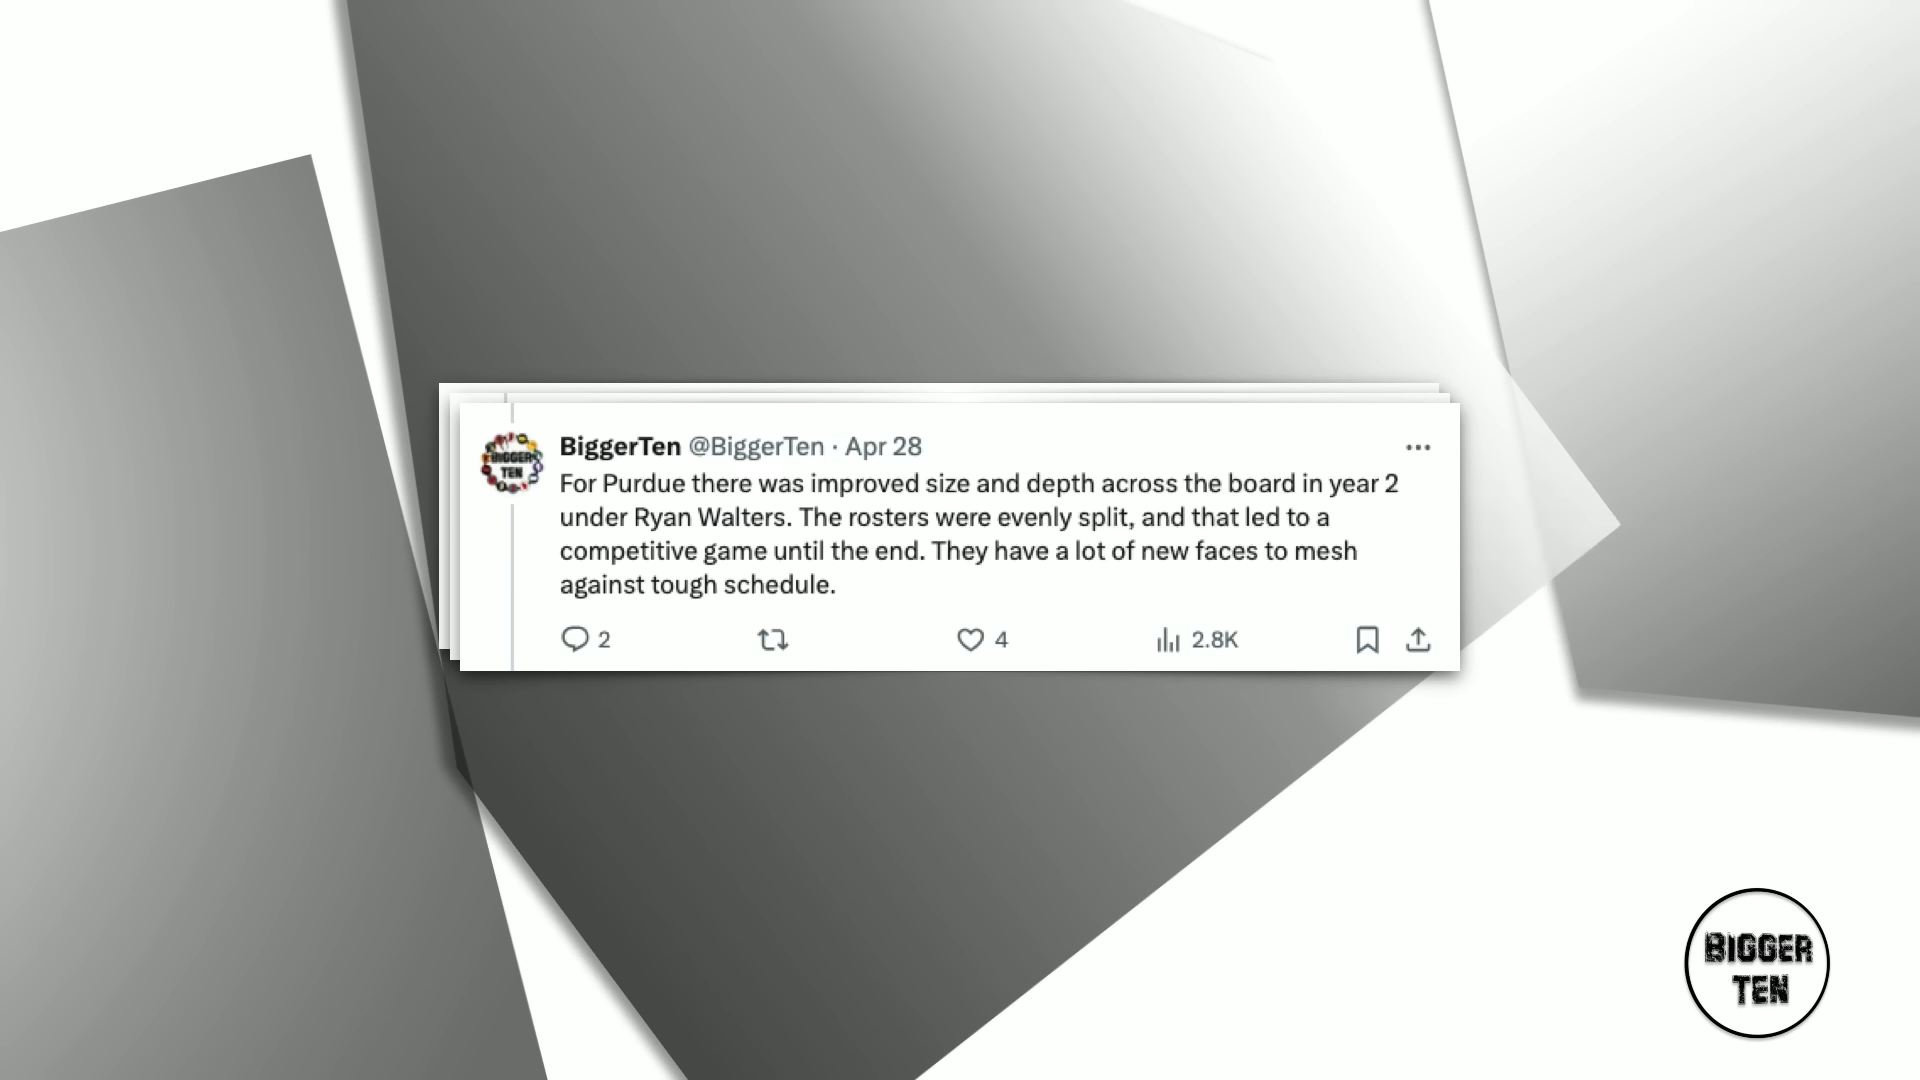 BiggerTen @BiggerTen · Apr 28
For Purdue there was improved size and depth across the board in year 2
under Ryan Walters. The rosters were evenly split, and that led to a
competitive game until the end. They have a lot of new faces to mesh
against tough schedule.
2 4 2.8K
BIGGER
TEN
BIGGER
TEN